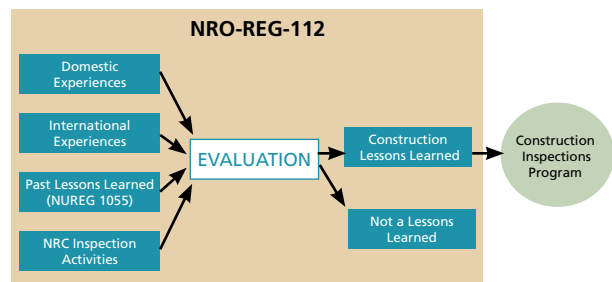 NRO-REG-112
Domestic
Experiences
International
Experiences
Past Lessons Learned
(NUREG 1055)
NRC Inspection
Activities
EVALUATION
Construction
Lessons Learned
Not a Lessons
Learned
Construction
Inspections
Program